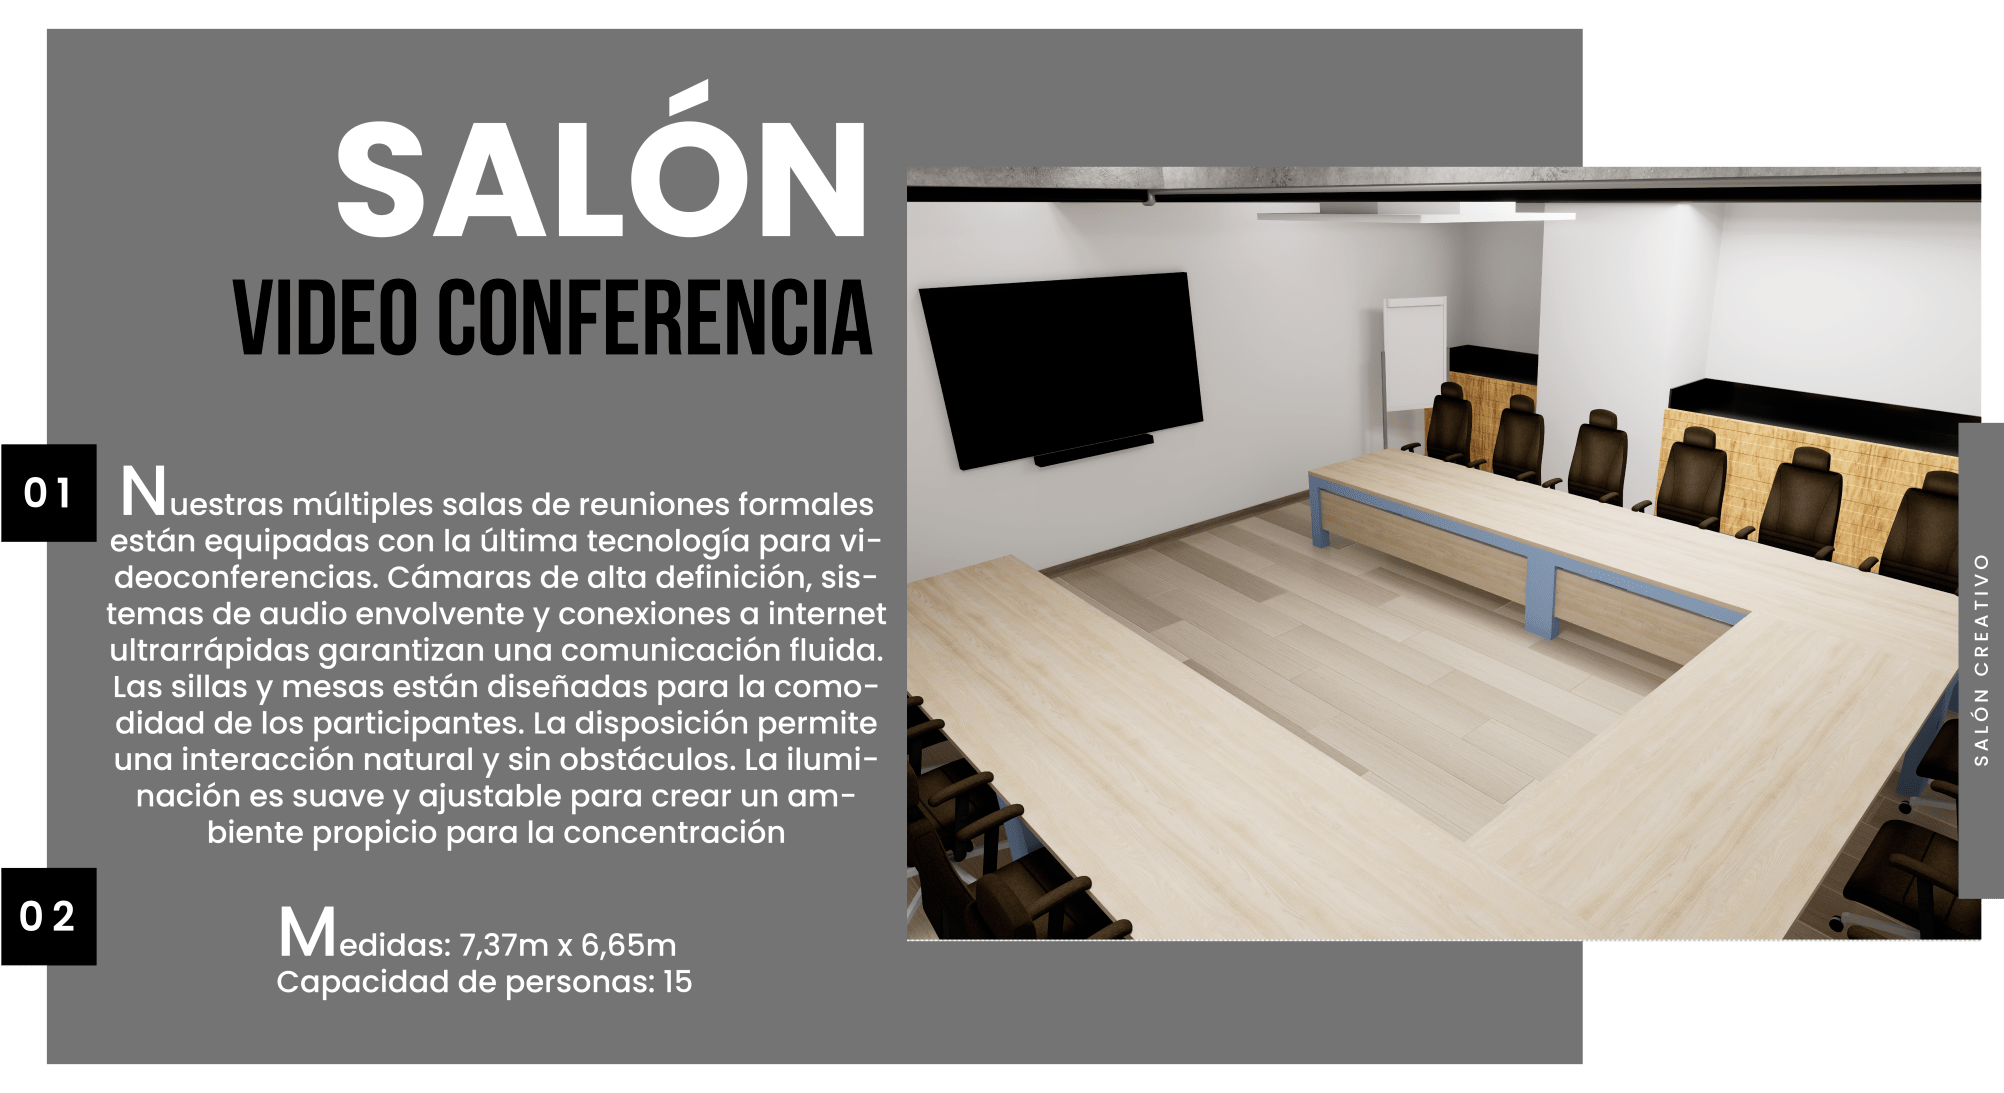 SALÓN
VIDEO CONFERENCIA
01
Nuestras múltiples salas de reuniones formales
están equipadas con la última tecnología para vi-
deoconferencias. Cámaras de alta definición, sis-
temas de audio envolvente y conexiones a internet
ultrarrápidas garantizan una comunicación fluida.
Las sillas y mesas están diseñadas para la como-
didad de los participantes. La disposición permite
una interacción natural y sin obstáculos. La ilumi-
nación es suave y ajustable para crear un am-
biente propicio para la concentración
02
Medidas: 7,37m x 6,65m
Capacidad de personas: 15
SALÓN CREATIVO